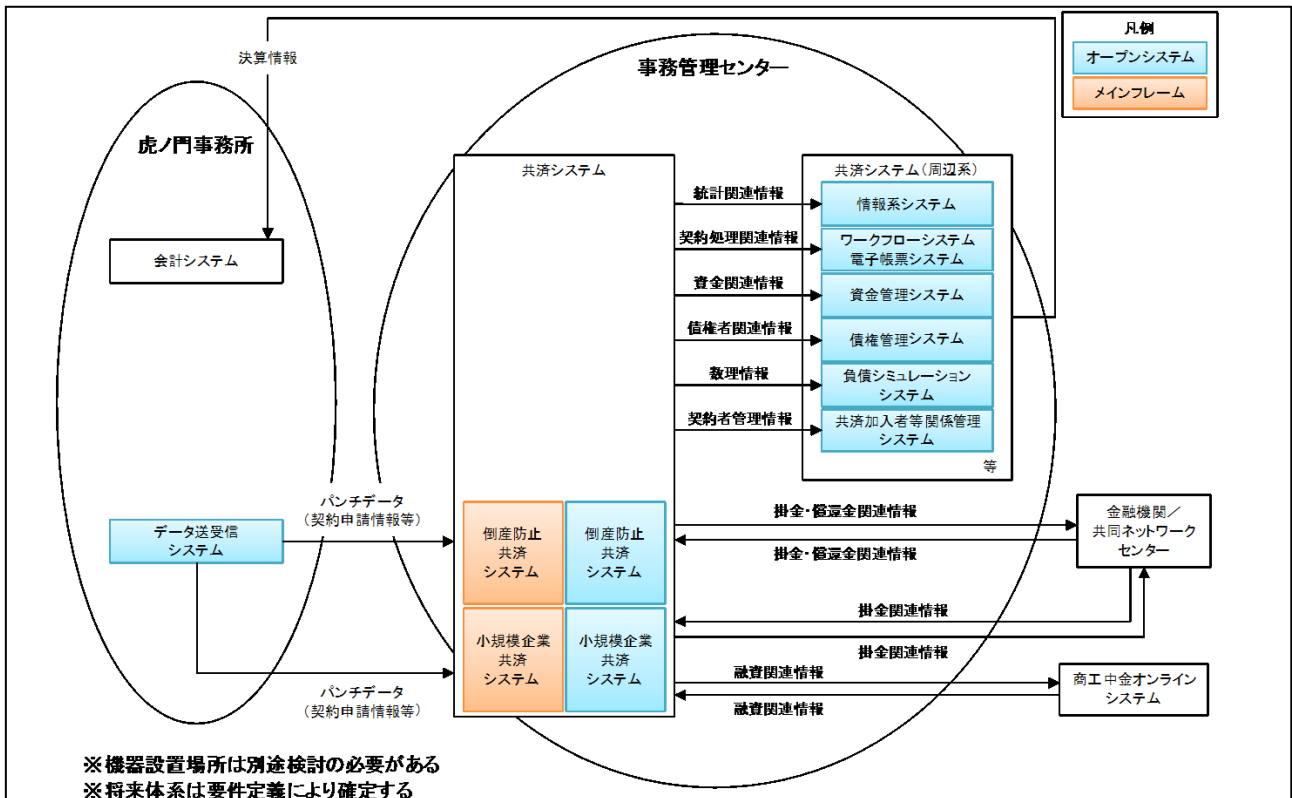 凡例
オープンシステム
メインフレーム
決算情報
事務管理センター
虎ノ門事務所
会計システム
データ送受信
システム
パンチデータ
(契約申請情報等)
パンチデータ
(契約申請情報等)
共済システム
倒産防止
共済
システム
倒産防止
共済
システム
小規模企業
共済
システム
小規模企業
共済
システム
統計関連情報
契約処理関連情報
資金関連情報
債権者関連情報
数理情報
契約者管理情報
共済システム(周辺系)
情報系システム
ワークフローシステム
電子帳票システム
資金管理システム
債権管理システム
負債シミュレーション
システム
共済加入者等関係管理
システム
等
掛金・償還金関連情報
掛金・償還金関連情報
掛金関連情報
掛金関連情報
融資関連情報
融資関連情報
金融機関/
共同ネットワーク
センター
商工中金オンライン
システム
※機器設置場所は別途検討の必要がある
※将来体系は要件定義により確定する